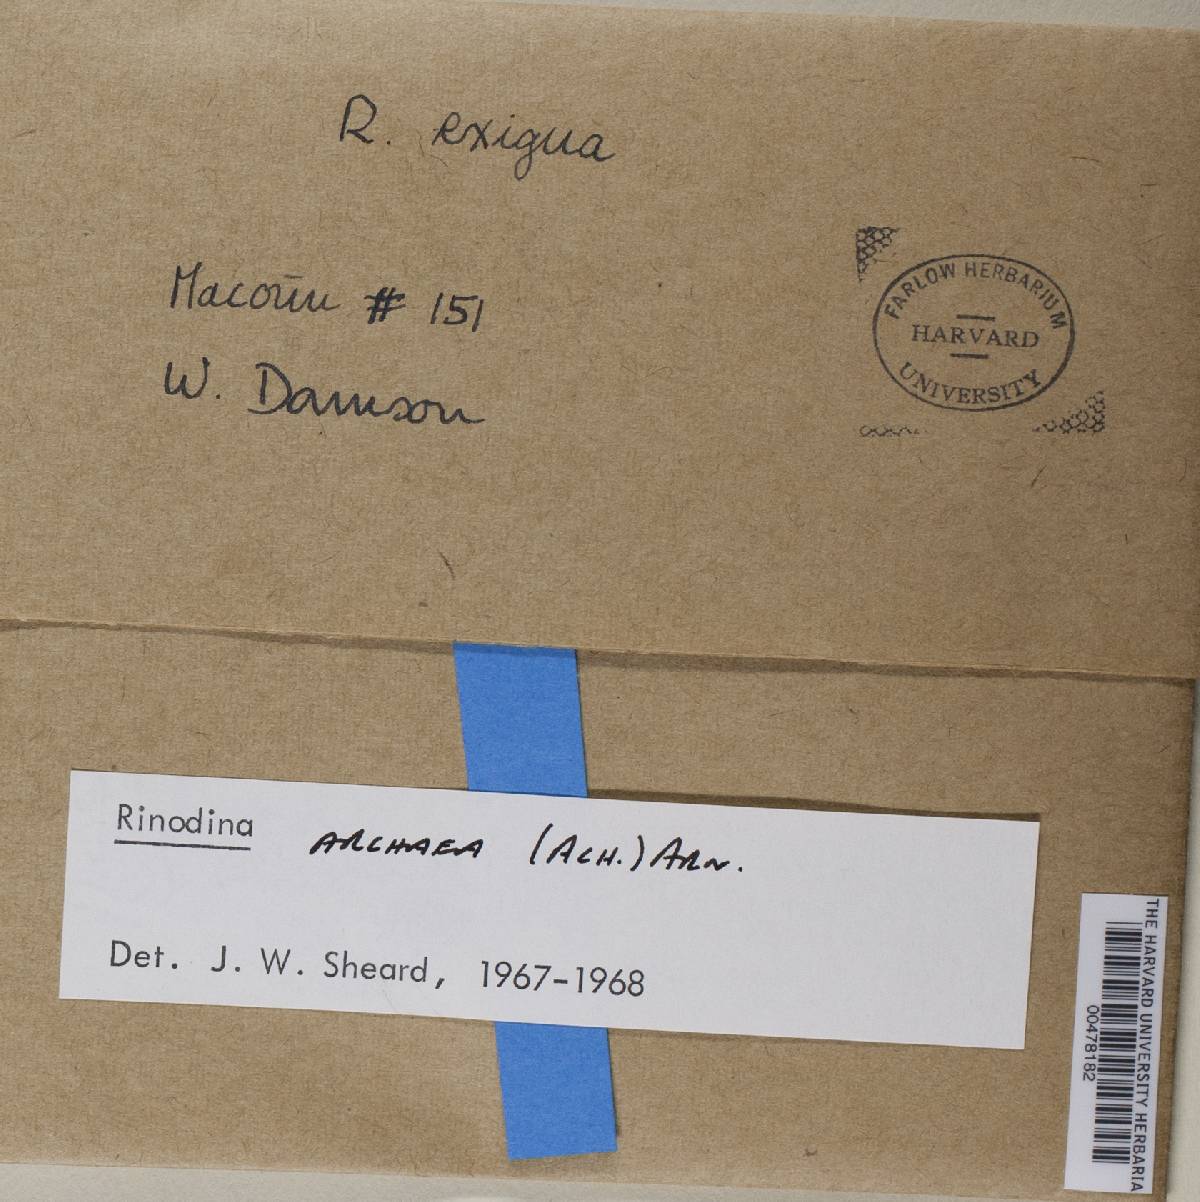 R. exigua
Macoun # 151
W. Dawson
FARLOW HERBARIUM
HARVARD
UNIVERSITY
Rinodina ARCHAEA (ACH.) ARN.
Det. J. W. Sheard, 1967-1968
THE HARVARD UNIVERSITY HERBARIA
00478182